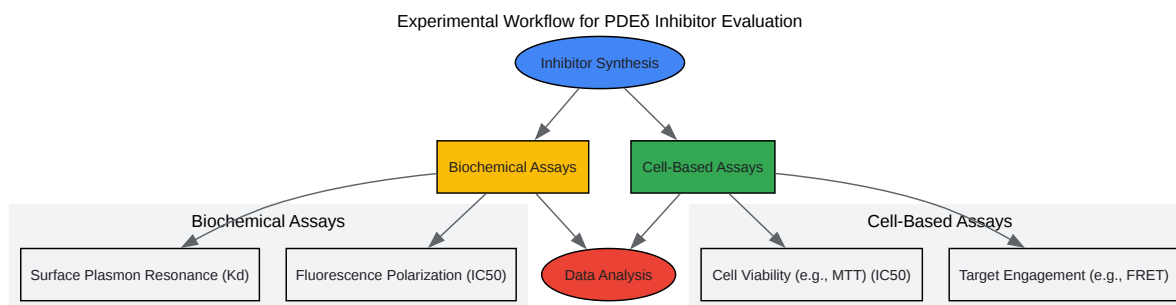 Experimental Workflow for PDEδ Inhibitor Evaluation
Inhibitor Synthesis
Biochemical Assays
Cell-Based Assays
Biochemical Assays
Cell-Based Assays
Surface Plasmon Resonance (Kd)
Fluorescence Polarization (IC50)
Data Analysis
Cell Viability (e.g., MTT) (IC50)
Target Engagement (e.g., FRET)